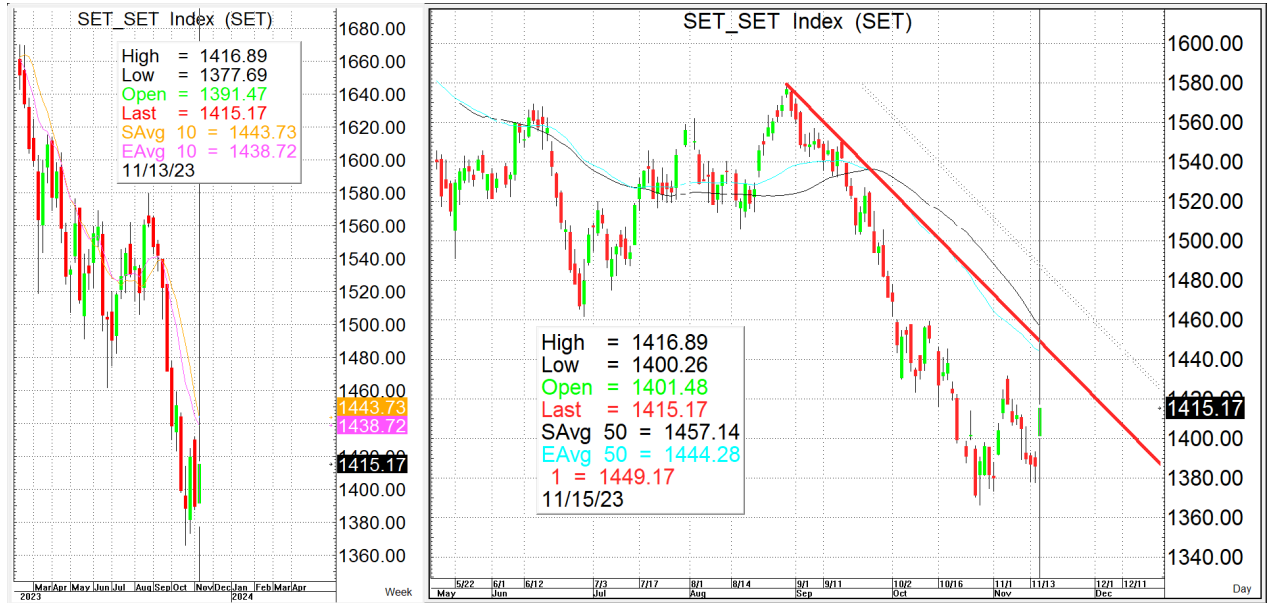 SET_SET Index (SET)
High = 1416.89
Low = 1377.69
Open = 1391.47
Last = 1415.17
SAvg 10 = 1443.73
EAvg 10 = 1438.72
11/13/23
1680.00
1660.00
1640.00
1620.00
1600.00
1580.00
1560.00
1540.00
1520.00
1500.00
1480.00
1460.00
1443.73
1438.72
1415.17
1400.00
1380.00
1360.00
Mar Apr May Jun Jul Aug Sep Oct Nov Dec Jan Feb Mar Apr
2023 2024
Week
SET_SET Index (SET)
1600.00
1580.00
1560.00
1540.00
1520.00
1500.00
1480.00
1460.00
1440.00
1420.00
1415.17
1400.00
1380.00
1360.00
1340.00
High = 1416.89
Low = 1400.26
Open = 1401.48
Last = 1415.17
SAvg 50 = 1457.14
EAvg 50 = 1444.28
1 = 1449.17
11/15/23
5/22 6/1 6/12 7/3 7/17 8/1 8/14 9/1 9/11 10/2 10/16 11/1 11/13 12/1 12/11
May Jun Jul Aug Sep Oct Nov Dec
Day